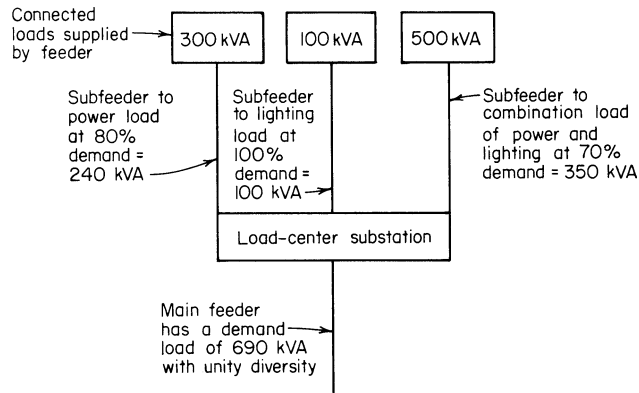 Connected
loads supplied
by feeder
300 kVA
100 kVA
500 kVA
Subfeeder to
power load
at 80%
demand =
240 kVA
Subfeeder
to lighting
load at
100%
demand =
100 kVA
Subfeeder to
combination load
of power and
lighting at 70%
demand = 350 kVA
Load-center substation
Main feeder
has a demand
load of 690 kVA
with unity diversity